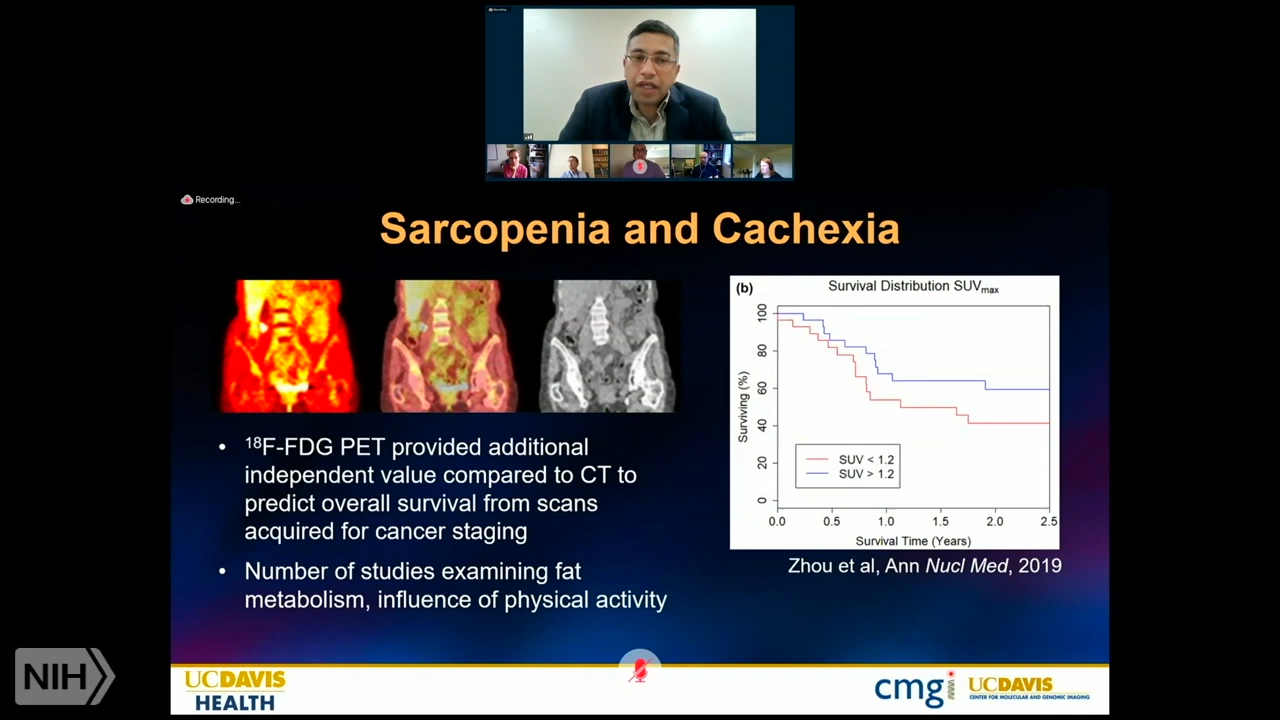 Recording
Recording...
Sarcopenia and Cachexia
• ¹⁸F-FDG PET provided additional
independent value compared to CT to
predict overall survival from scans
acquired for cancer staging
• Number of studies examining fat
metabolism, influence of physical activity
(b)
Survival Distribution SUVmax
Surviving (%)
100
80
60
40
20
0
SUV < 1.2
SUV > 1.2
0.0 0.5 1.0 1.5 2.0 2.5
Survival Time (Years)
Zhou et al, Ann Nucl Med, 2019
NIH
UCDAVIS
HEALTH
cmgi
UCDAVIS
CENTER FOR MOLECULAR AND GENOMIC IMAGING